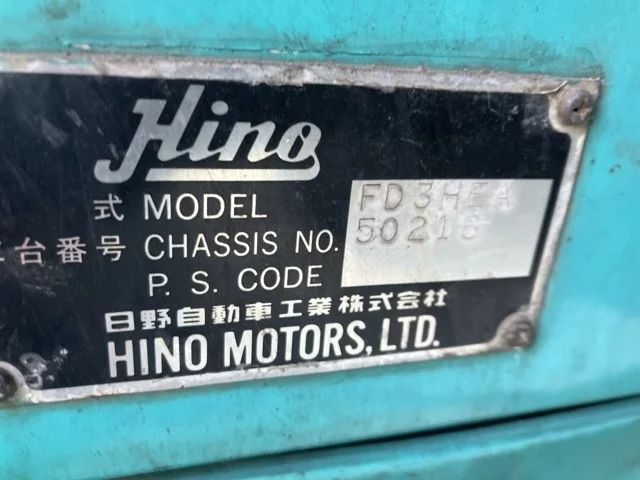 Hino
式 MODEL FD3HEA
台番号 CHASSIS NO. 50218
P. S. CODE
日野自動車工業株式会社
HINO MOTORS, LTD.